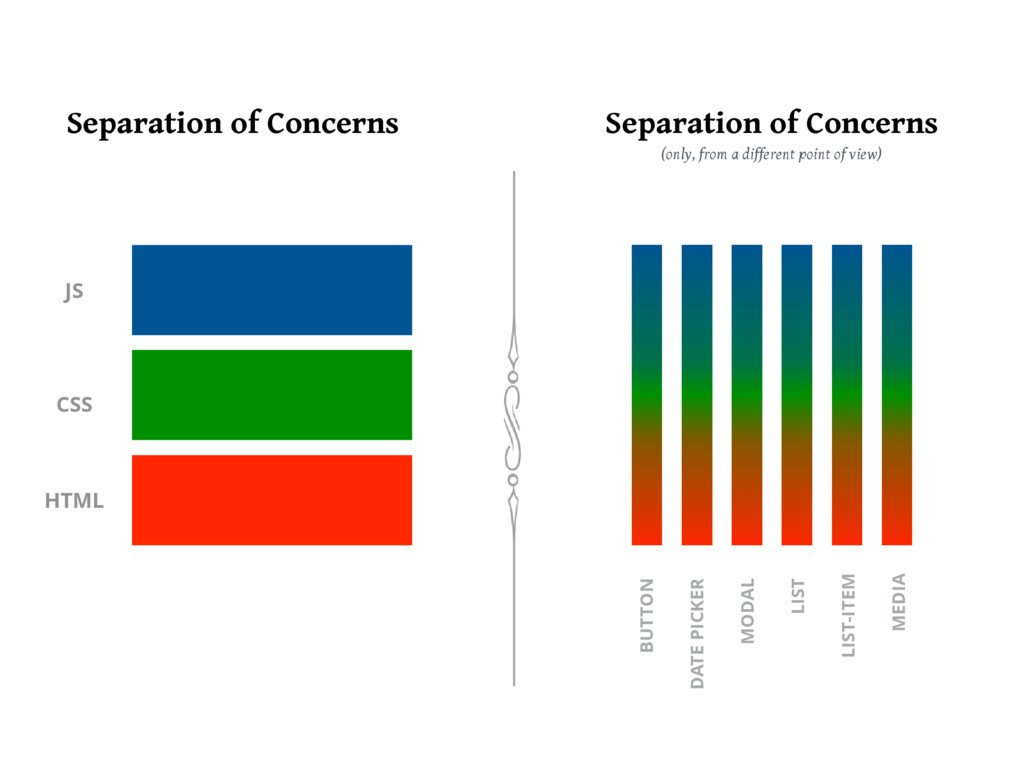 Separation of Concerns
JS
CSS
HTML
Separation of Concerns
(only, from a different point of view)
BUTTON
DATE PICKER
MODAL
LIST
LIST-ITEM
MEDIA